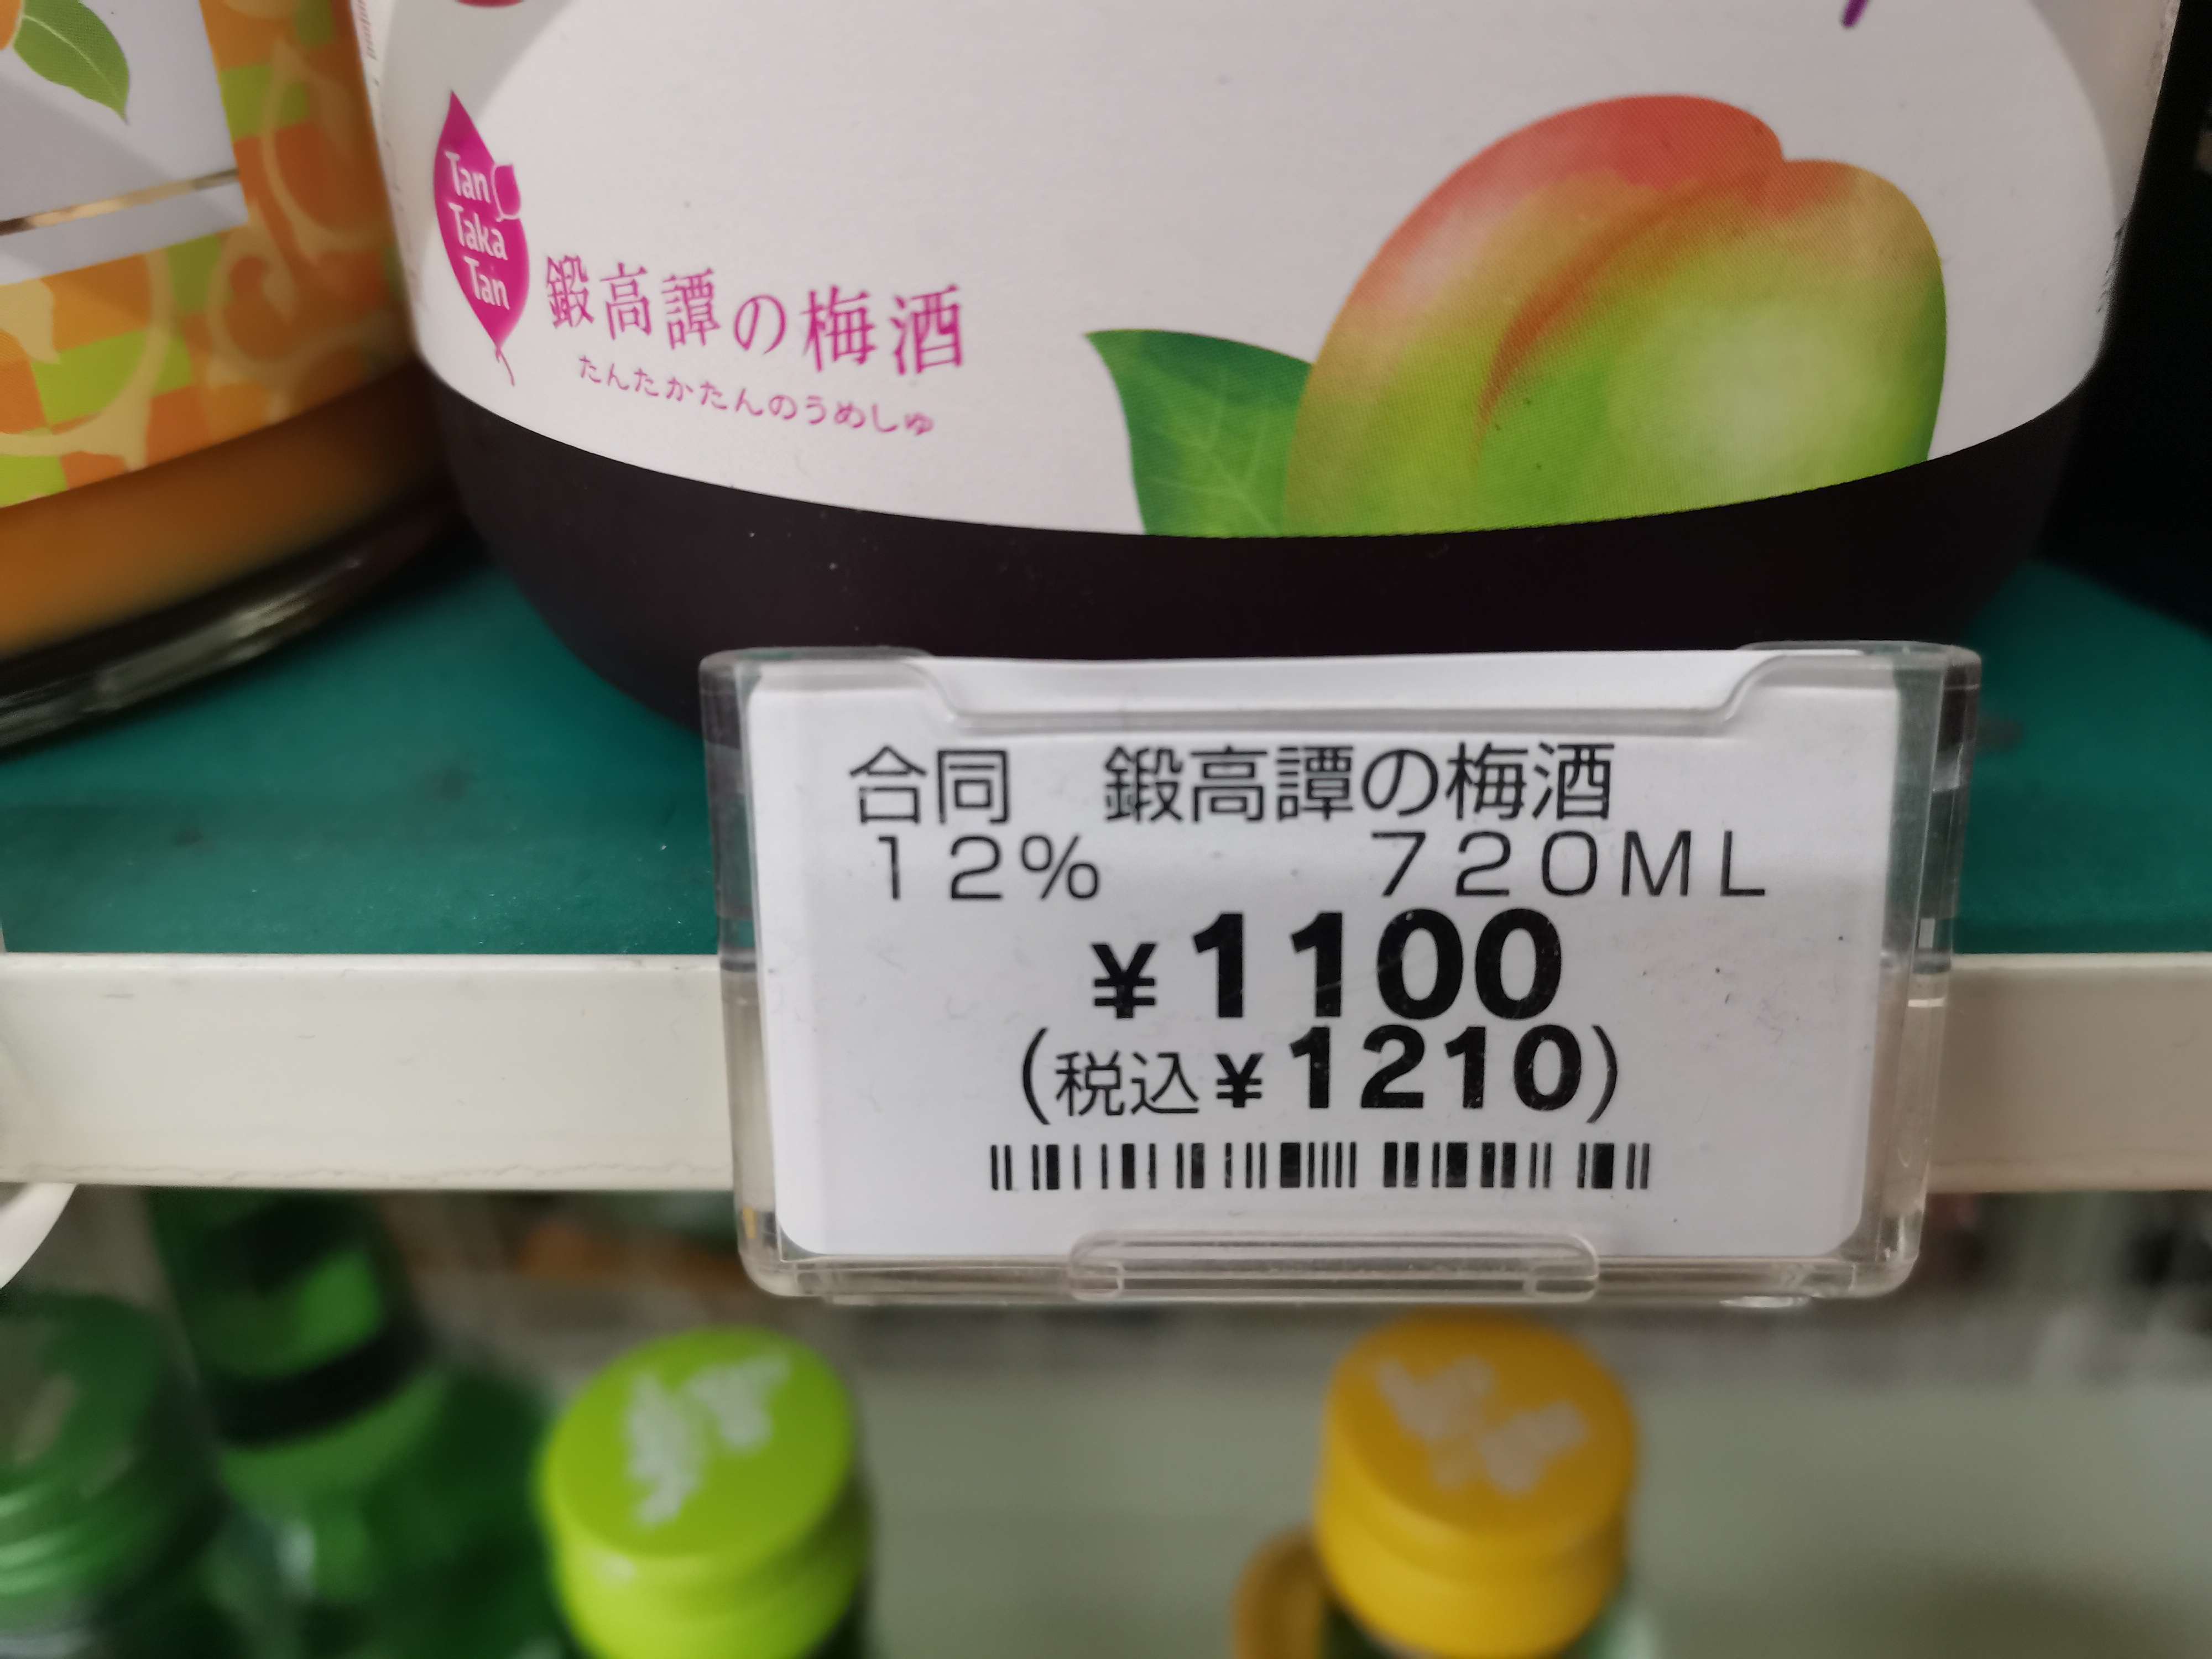 Tan
Taka
Tan
鍛高譚の梅酒
たんたかたんのうめしゅ
合同　鍛高譚の梅酒
12%　720ML
¥1100
(税込¥1210)